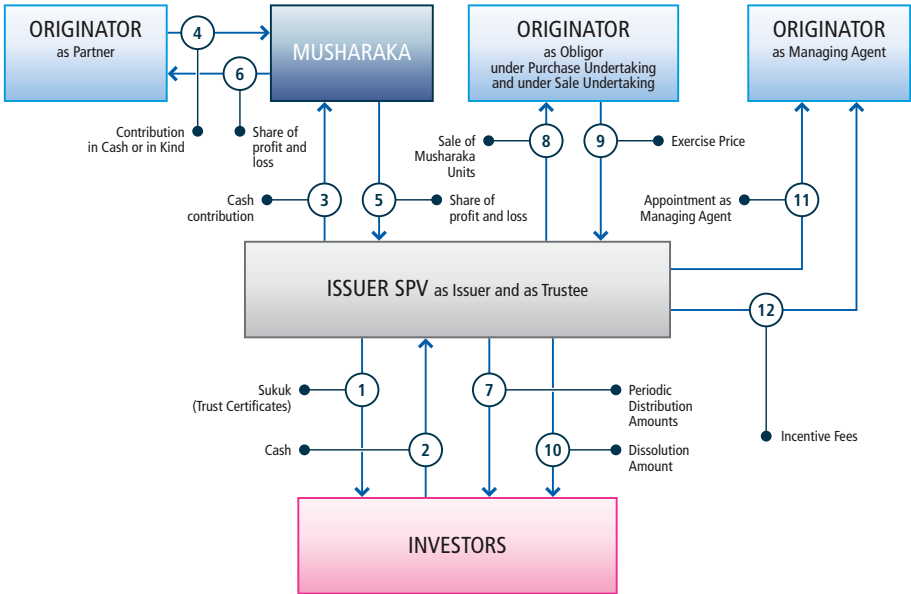 ORIGINATOR
as Partner
4
6
MUSHARAKA
ORIGINATOR
as Obligor
under Purchase Undertaking
and under Sale Undertaking
ORIGINATOR
as Managing Agent
Contribution
in Cash or in Kind
Share of
profit and
loss
Sale of
Musharaka
Units
8
9
Exercise Price
Cash
contribution
3
5
Share of
profit and loss
Appointment as
Managing Agent
11
ISSUER SPV as Issuer and as Trustee
12
Sukuk
(Trust Certificates)
1
7
Periodic
Distribution
Amounts
Cash
2
10
Dissolution
Amount
Incentive Fees
INVESTORS